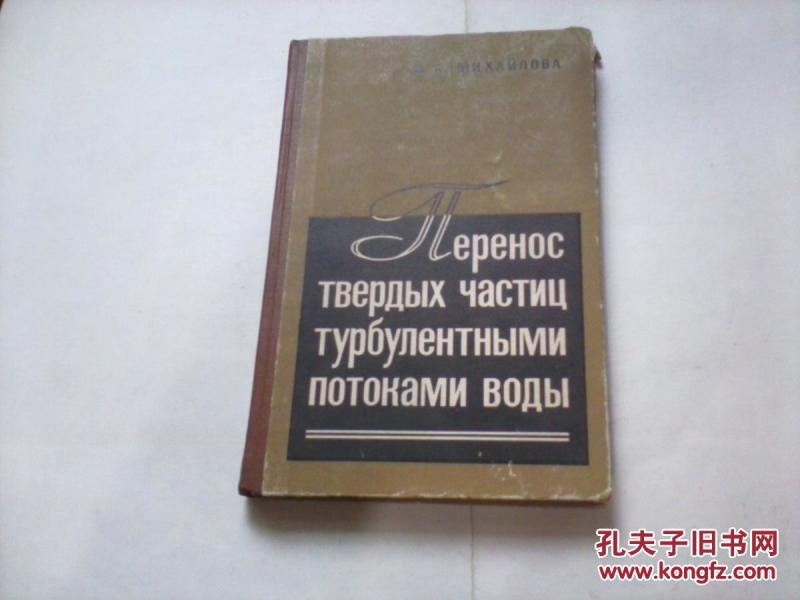 МИХАЙЛОВА
Перенос
твердых частиц
турбулентными
потоками воды
孔夫子旧书网
www.kongfz.com